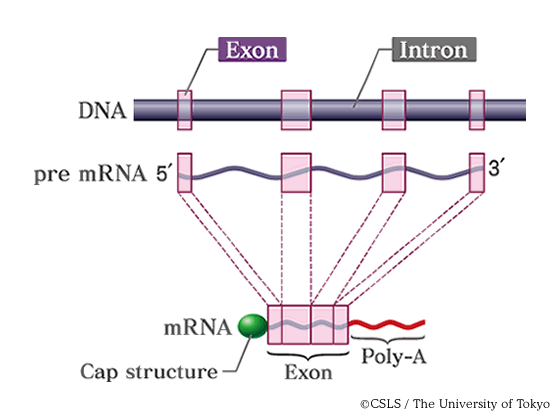 Exon
Intron
DNA
pre mRNA 5′
3′
mRNA
Cap structure
Exon
Poly-A
©CSLS / The University of Tokyo